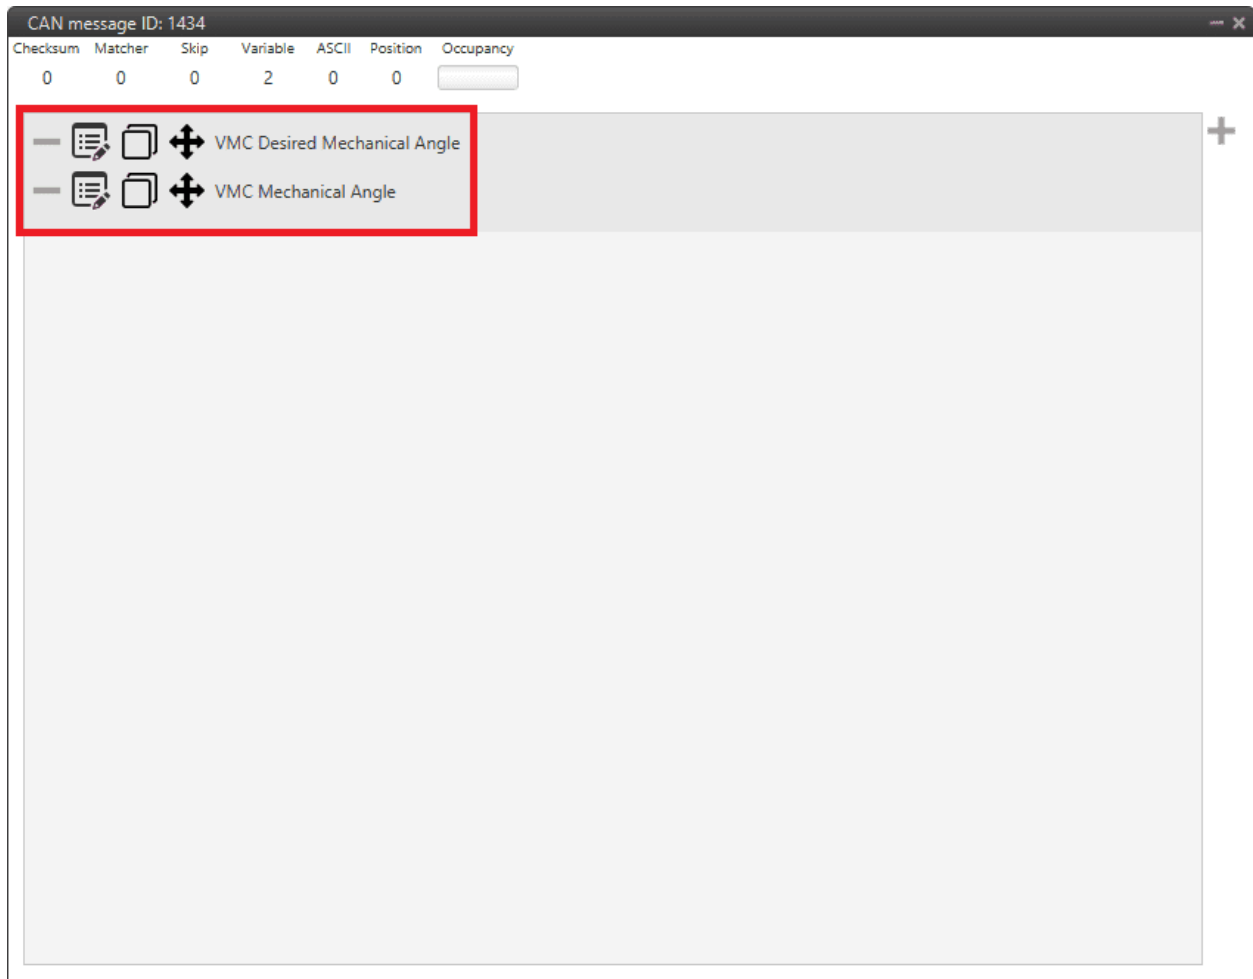 CAN message ID: 1434
Checksum Matcher Skip Variable ASCII Position Occupancy
0 0 0 2 0 0
VMC Desired Mechanical Angle
VMC Mechanical Angle